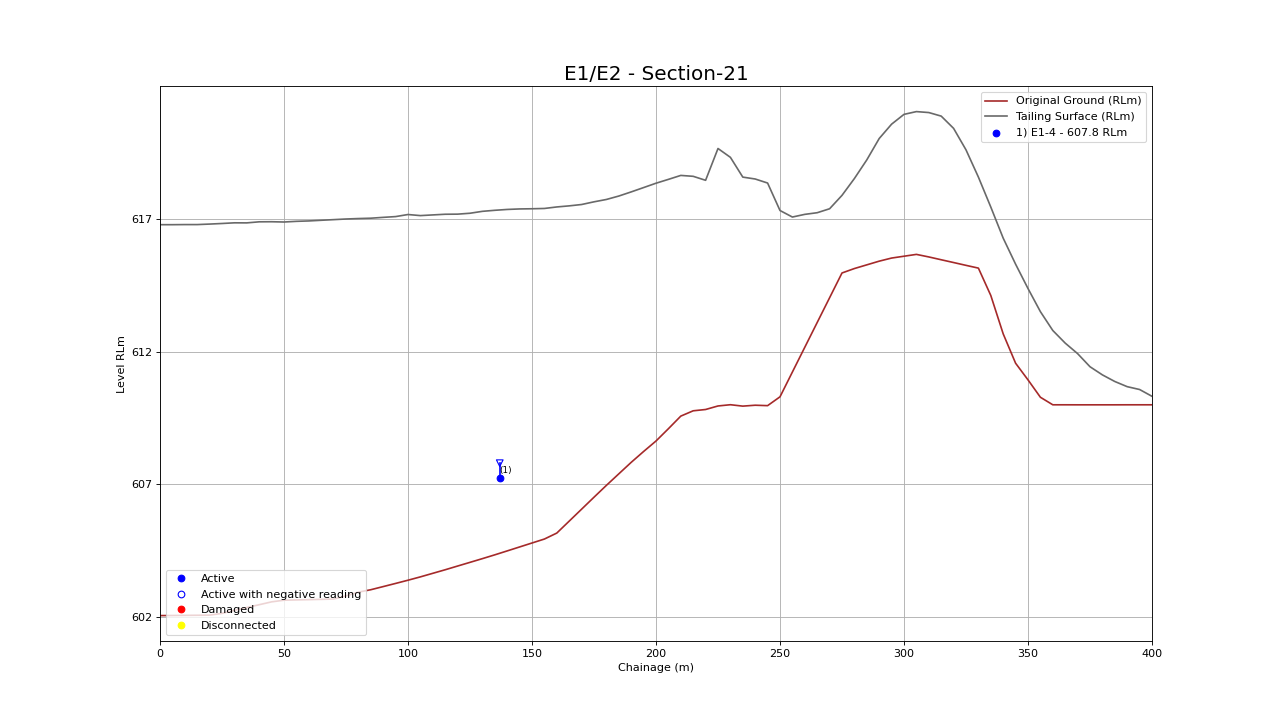 E1/E2 - Section-21
Original Ground (RLm)
Tailing Surface (RLm)
1) E1-4 - 607.8 RLm
617
612
607
602
Level RLm
(1)
Active
Active with negative reading
Damaged
Disconnected
0 50 100 150 200 250 300 350 400
Chainage (m)